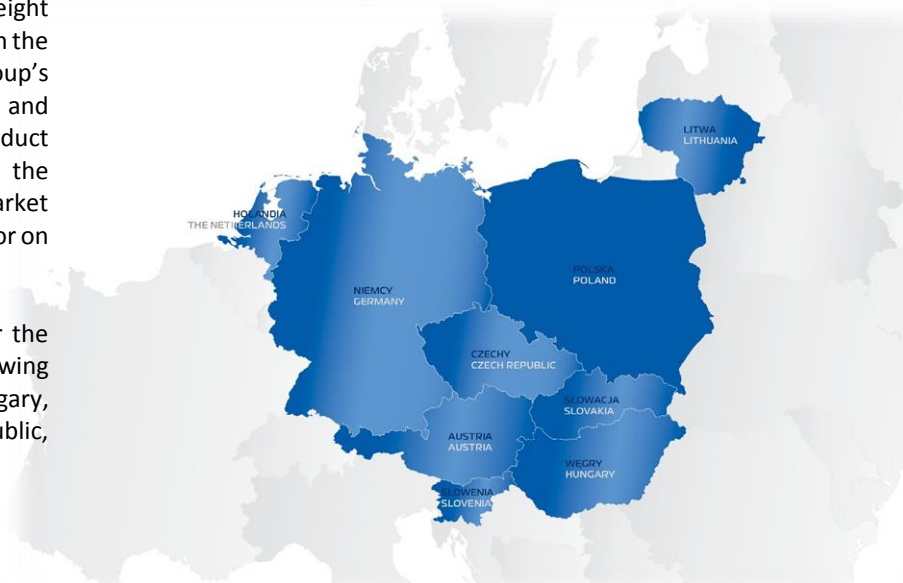 eight
n the
oup's
and
duct
the
arket
or on
r the
wing
gary,
ublic,
LITWA
LITHUANIA
HOLANDIA
THE NETHERLANDS
POLSKA
POLAND
NIEMCY
GERMANY
CZECHY
CZECH REPUBLIC
SŁOWACJA
SLOVAKIA
AUSTRIA
AUSTRIA
WĘGRY
HUNGARY
SŁOWENIA
SLOVENIA